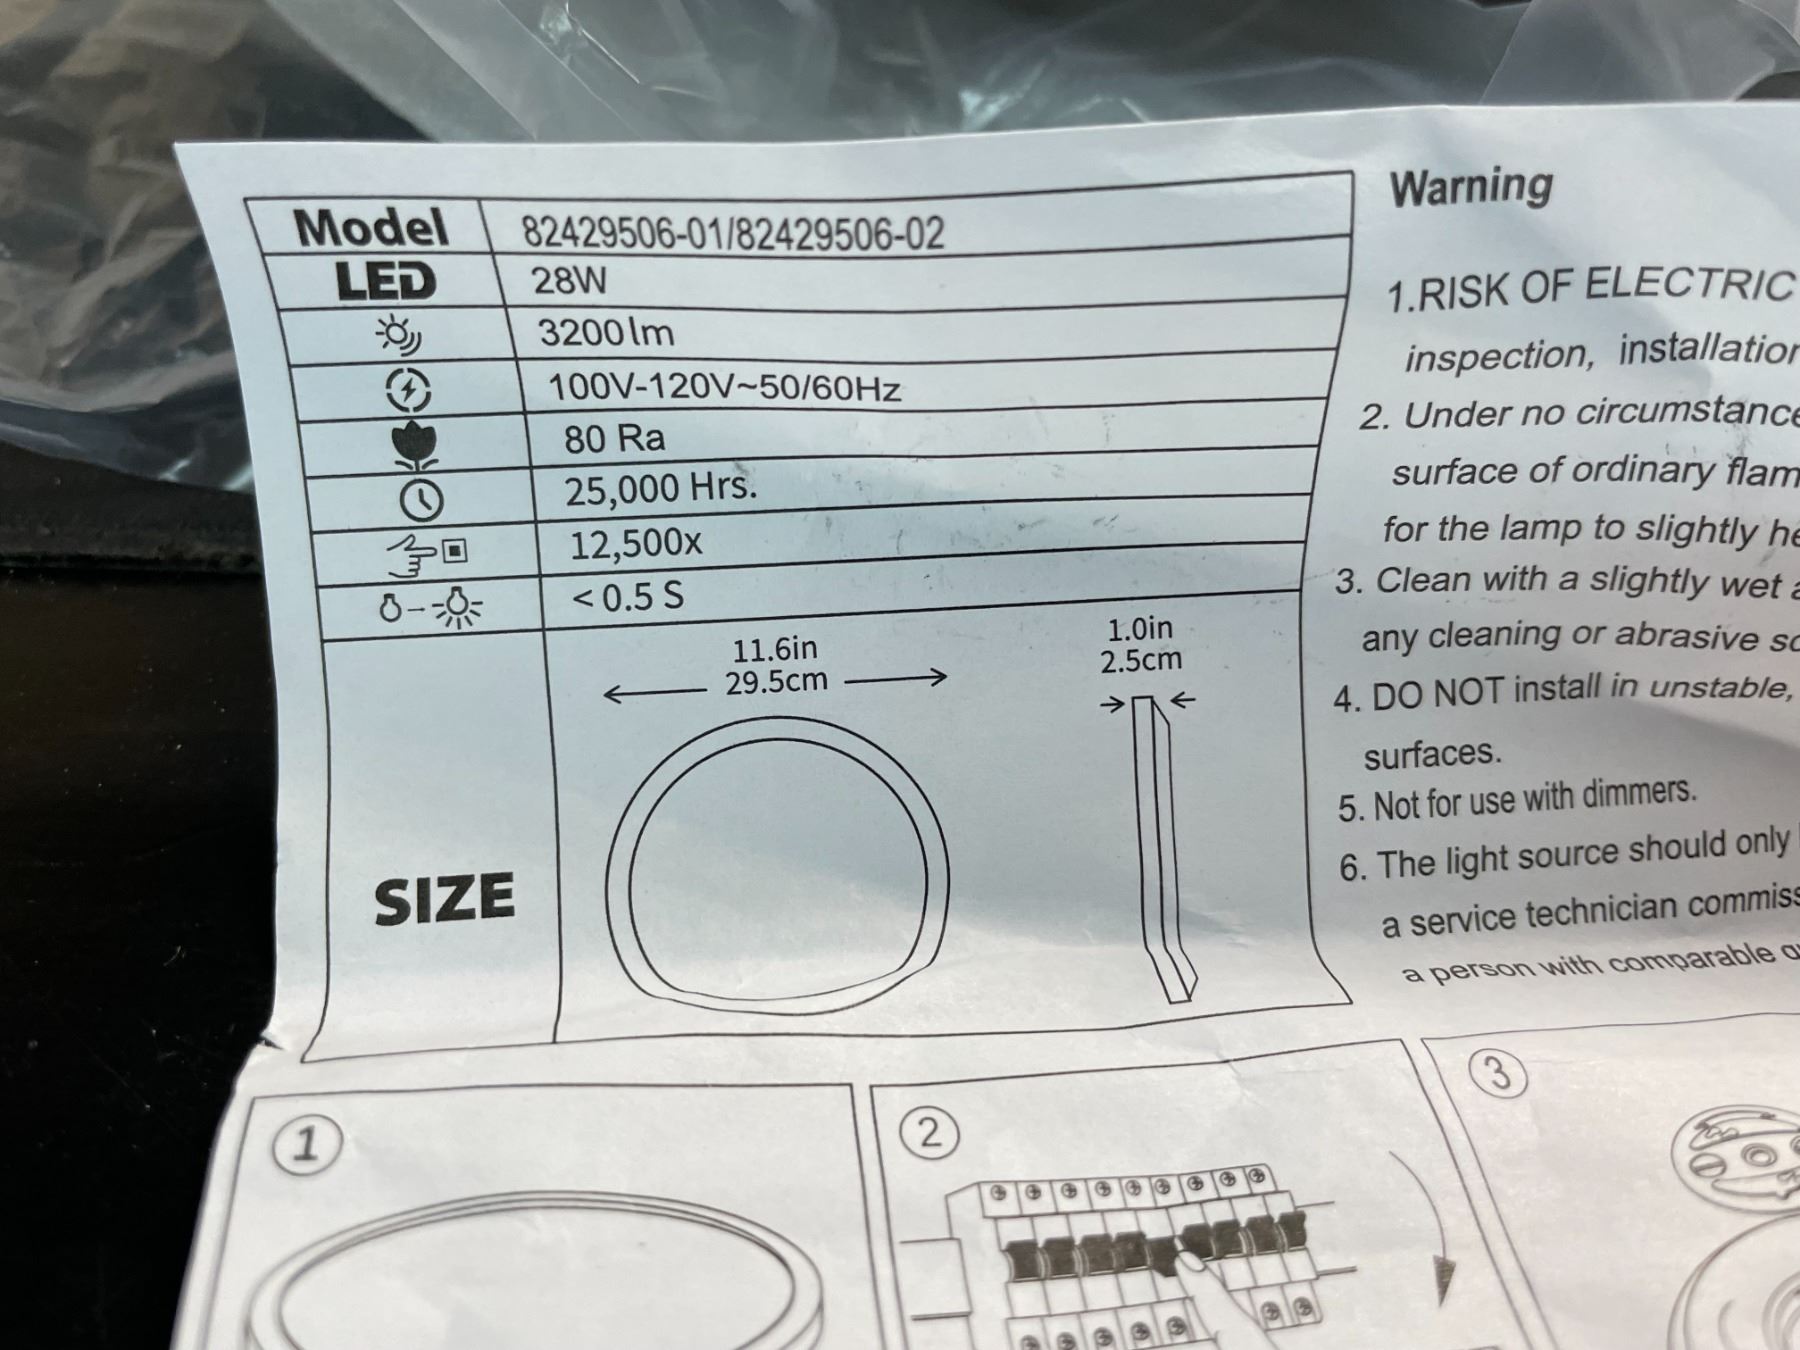 Model 82429506-01/82429506-02
LED 28W
3200lm
100V-120V~50/60Hz
80 Ra
25,000 Hrs.
12,500x
< 0.5 S
SIZE
11.6in
29.5cm
1.0in
2.5cm
Warning
1.RISK OF ELECTRIC
inspection, installation
2. Under no circumstance
surface of ordinary flam
for the lamp to slightly he
3. Clean with a slightly wet a
any cleaning or abrasive so
4. DO NOT install in unstable,
surfaces.
5. Not for use with dimmers.
6. The light source should only
a service technician commiss
a person with comparable
1
2
3